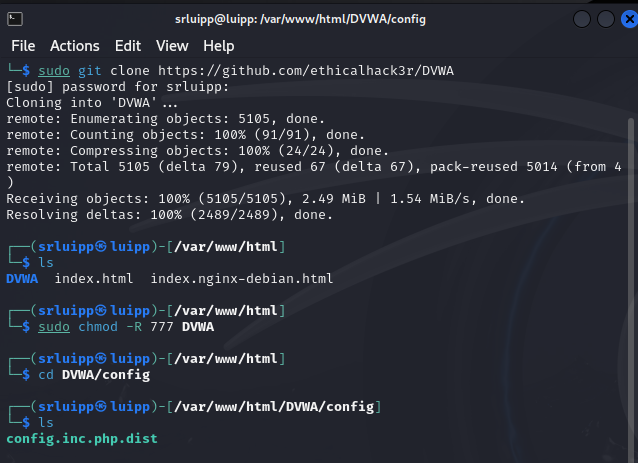 srluipp@luipp: /var/www/html/DVWA/config
File Actions Edit View Help
└─$ sudo git clone https://github.com/ethicalhack3r/DVWA
[sudo] password for srluipp:
Cloning into 'DVWA'...
remote: Enumerating objects: 5105, done.
remote: Counting objects: 100% (91/91), done.
remote: Compressing objects: 100% (24/24), done.
remote: Total 5105 (delta 79), reused 67 (delta 67), pack-reused 5014 (from 4
)
Receiving objects: 100% (5105/5105), 2.49 MiB | 1.54 MiB/s, done.
Resolving deltas: 100% (2489/2489), done.
┌──(srluipp㉿luipp)-[/var/www/html]
└─$ ls
DVWA index.html index.nginx-debian.html
┌──(srluipp㉿luipp)-[/var/www/html]
└─$ sudo chmod -R 777 DVWA
┌──(srluipp㉿luipp)-[/var/www/html]
└─$ cd DVWA/config
┌──(srluipp㉿luipp)-[/var/www/html/DVWA/config]
└─$ ls
config.inc.php.dist